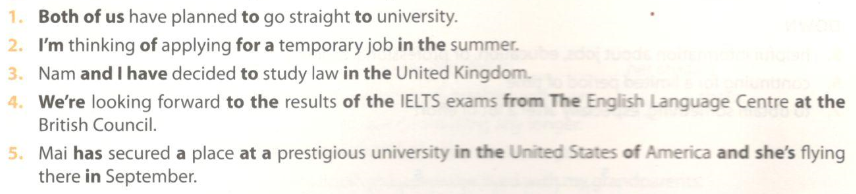 1. Both of us have planned to go straight to university.
2. I'm thinking of applying for a temporary job in the summer.
3. Nam and I have decided to study law in the United Kingdom.
4. We're looking forward to the results of the IELTS exams from The English Language Centre at the
British Council.
5. Mai has secured a place at a prestigious university in the United States of America and she's flying
there in September.